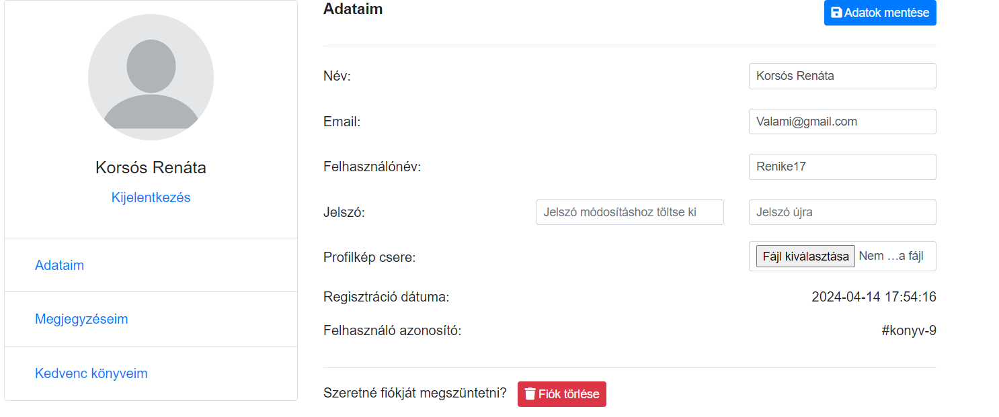 Korsós Renáta
Kijelentkezés
Adataim
Megjegyzéseim
Kedvenc könyveim
Adataim
Adatok mentése
Név: Korsós Renáta
Email: Valami@gmail.com
Felhasználónév: Renike17
Jelszó: Jelszó módosításhoz töltse ki Jelszó újra
Profilkép csere: Fájl kiválasztása Nem …a fájl
Regisztráció dátuma: 2024-04-14 17:54:16
Felhasználó azonosító: #konyv-9
Szeretné fiókját megszüntetni? Fiók törlése